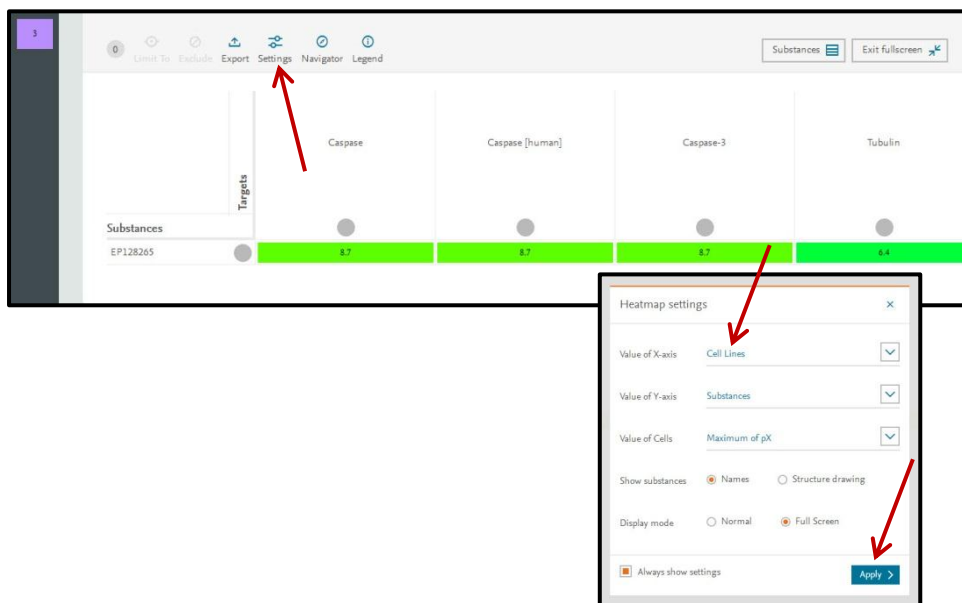 3
0 Limit To Exclude Export Settings Navigator Legend Substances Exit fullscreen
Targets
Caspase Caspase [human] Caspase-3 Tubulin
Substances
EP128265 8.7 8.7 8.7 6.4
Heatmap settings ×
Value of X-axis Cell Lines
Value of Y-axis Substances
Value of Cells Maximum of pX
Show substances Names Structure drawing
Display mode Normal Full Screen
Always show settings Apply >